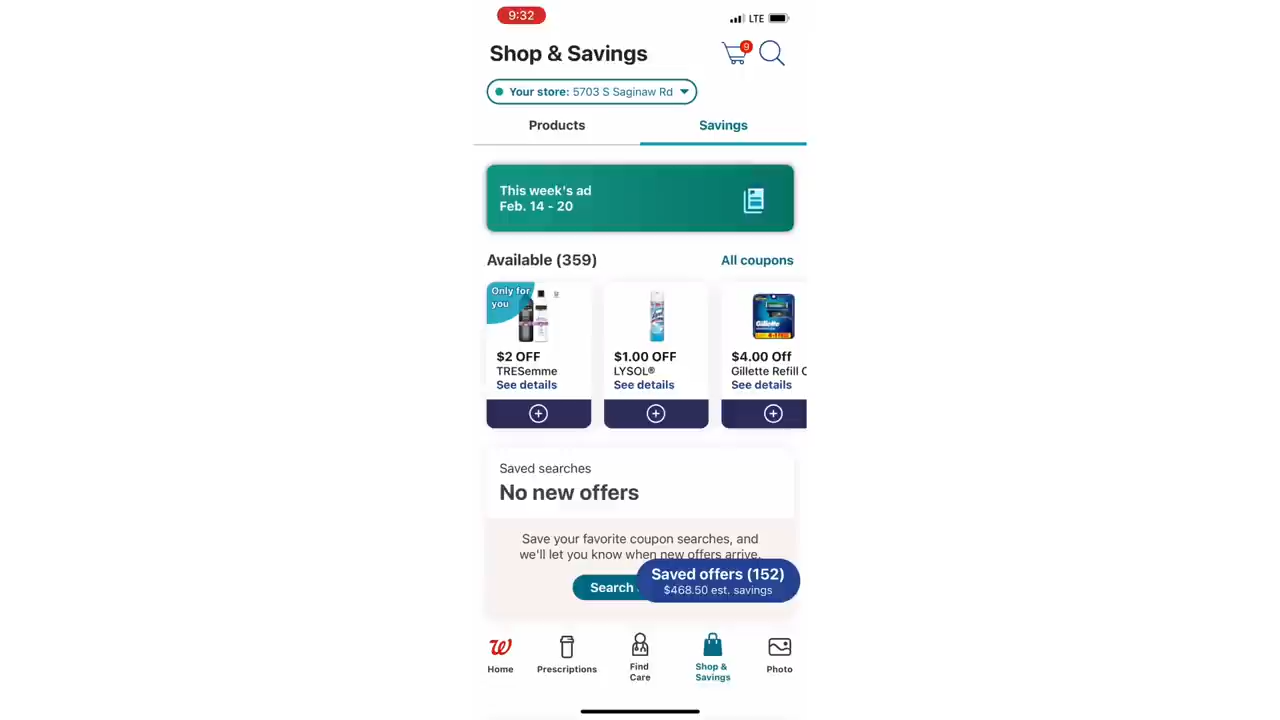 9:32
LTE
Shop & Savings
9
Your store: 5703 S Saginaw Rd
Products
Savings
This week's ad
Feb. 14 - 20
Available (359)
All coupons
Only for
you
$2 OFF
TRESemme
See details
$1.00 OFF
LYSOL®
See details
Gillette
$4.00 Off
Gillette Refill C
See details
Saved searches
No new offers
Save your favorite coupon searches, and
we'll let you know when new offers arrive.
Search
Saved offers (152)
$468.50 est. savings
Home
Prescriptions
Find
Care
Shop &
Savings
Photo